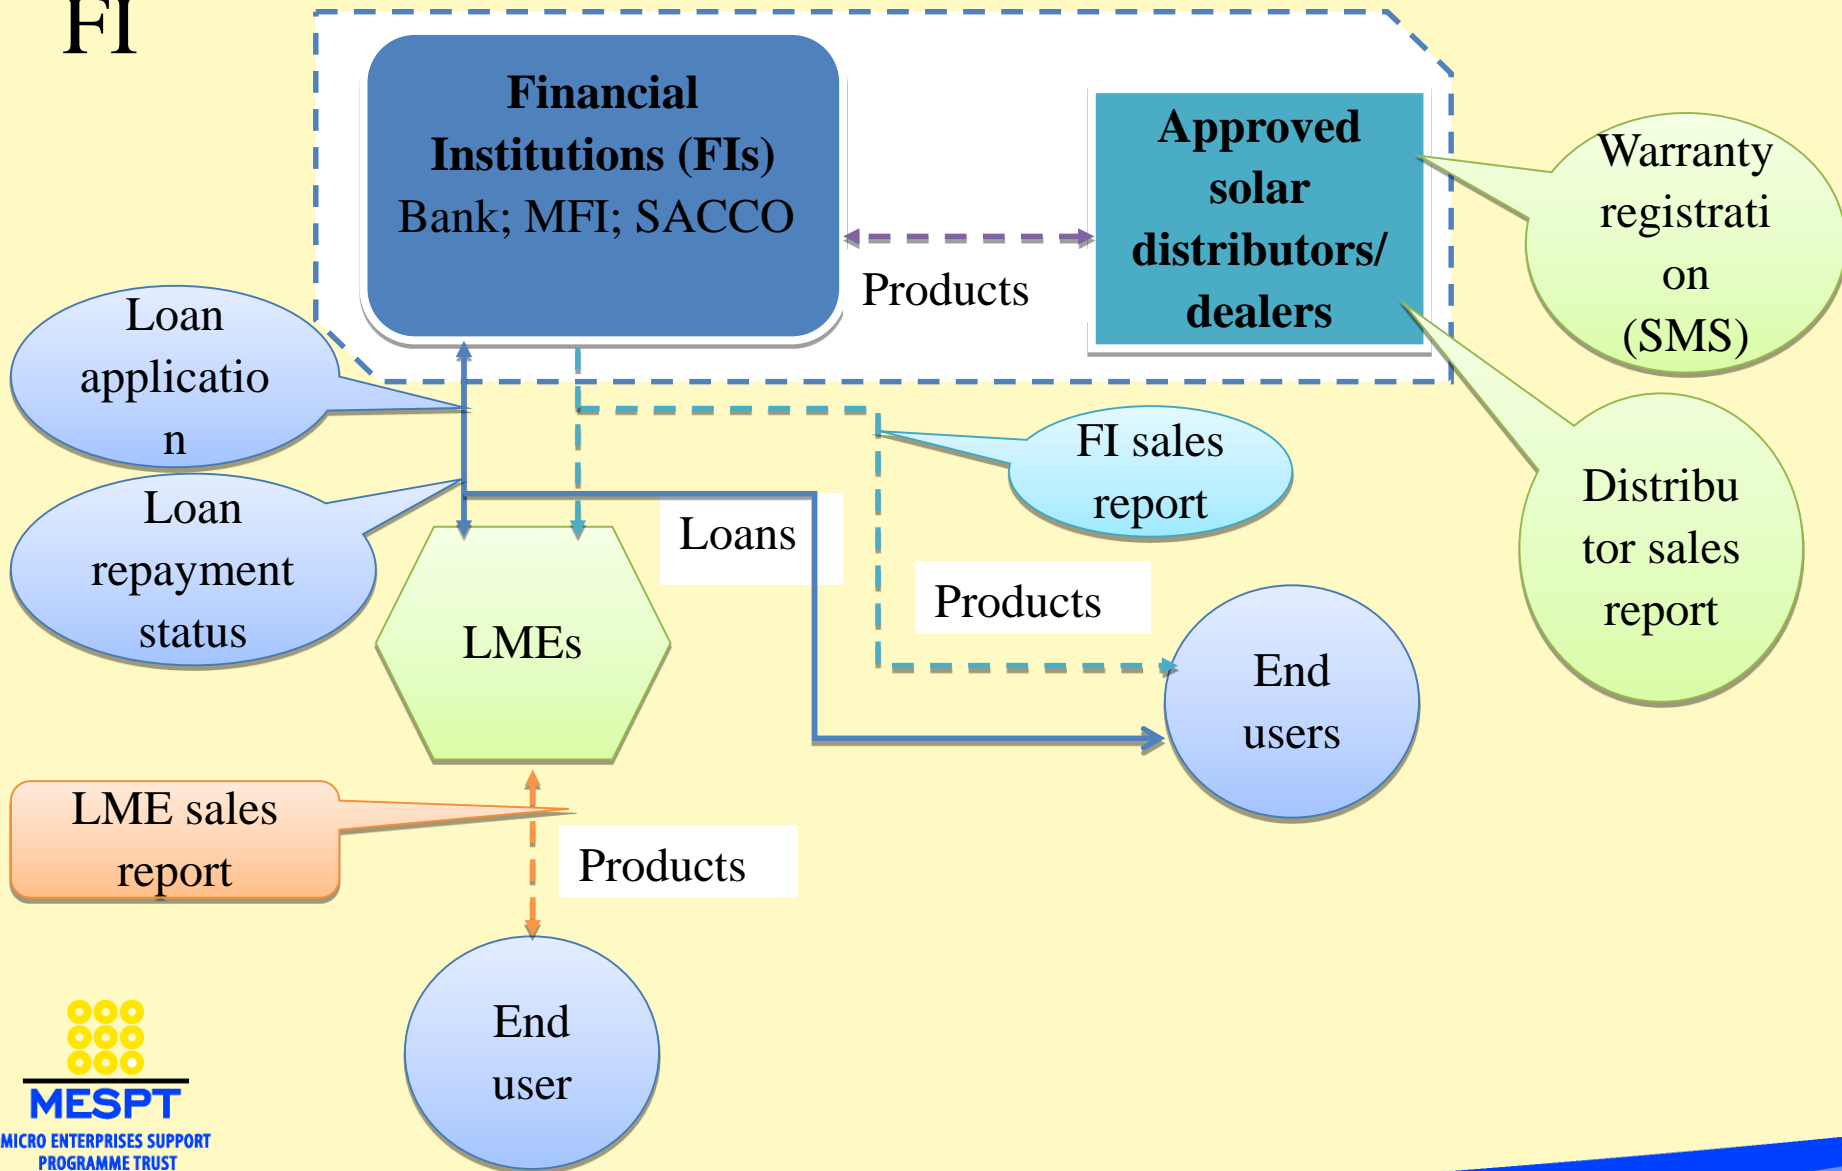 FI
Financial
Institutions (FIs)
Bank; MFI; SACCO
Approved
solar
distributors/
dealers
Warranty
registrati
on
(SMS)
Products
Loan
applicatio
n
FI sales
report
Distribu
tor sales
report
Loan
repayment
status
Loans
Products
LMEs
End
users
LME sales
report
Products
End
user
MESPT
MICRO ENTERPRISES SUPPORT
PROGRAMME TRUST